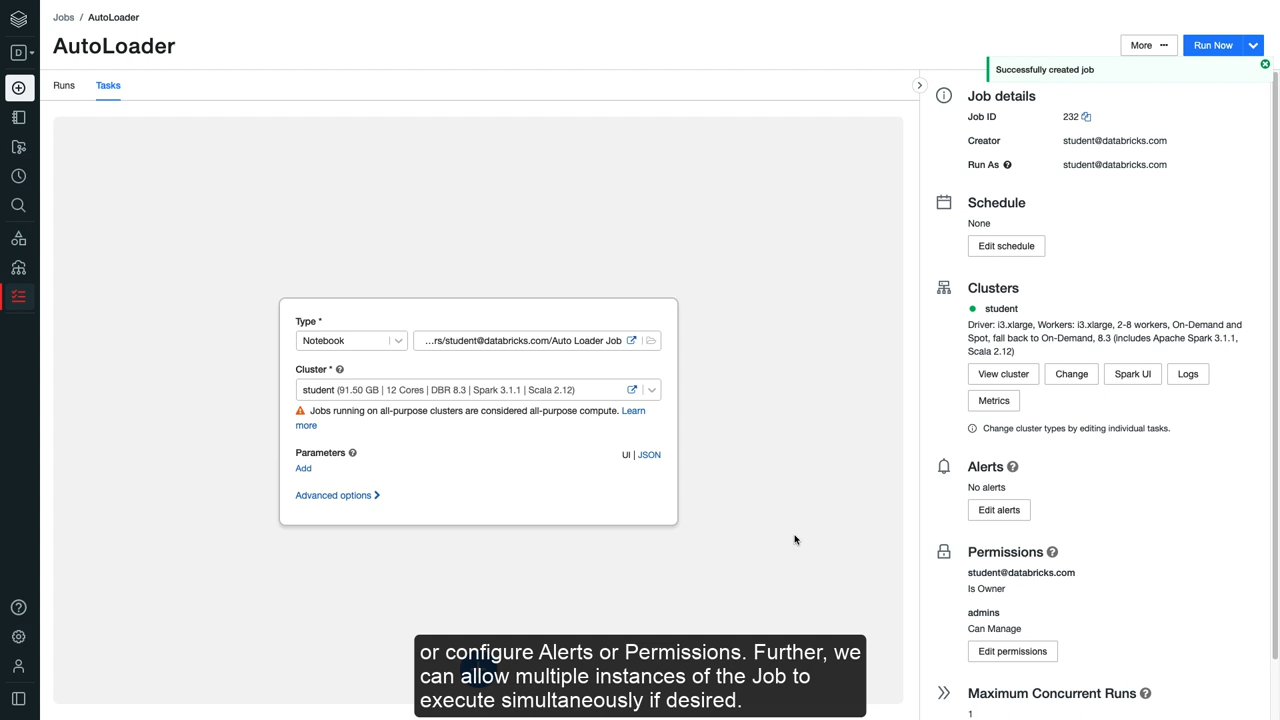 Jobs / AutoLoader
AutoLoader
More
Run Now
Successfully created job
Runs
Tasks
D
Type *
Notebook
...rs/student@databricks.com/Auto Loader Job
Cluster *
student (91.50 GB | 12 Cores | DBR 8.3 | Spark 3.1.1 | Scala 2.12)
Jobs running on all-purpose clusters are considered all-purpose compute. Learn
more
Parameters
UI | JSON
Add
Advanced options
Job details
Job ID 232
Creator student@databricks.com
Run As student@databricks.com
Schedule
None
Edit schedule
Clusters
student
Driver: i3.xlarge, Workers: i3.xlarge, 2-8 workers, On-Demand and
Spot, fall back to On-Demand, 8.3 (includes Apache Spark 3.1.1,
Scala 2.12)
View cluster
Change
Spark UI
Logs
Metrics
Change cluster types by editing individual tasks.
Alerts
No alerts
Edit alerts
Permissions
student@databricks.com
Is Owner
admins
Can Manage
Edit permissions
Maximum Concurrent Runs
1
or configure Alerts or Permissions. Further, we
can allow multiple instances of the Job to
execute simultaneously if desired.